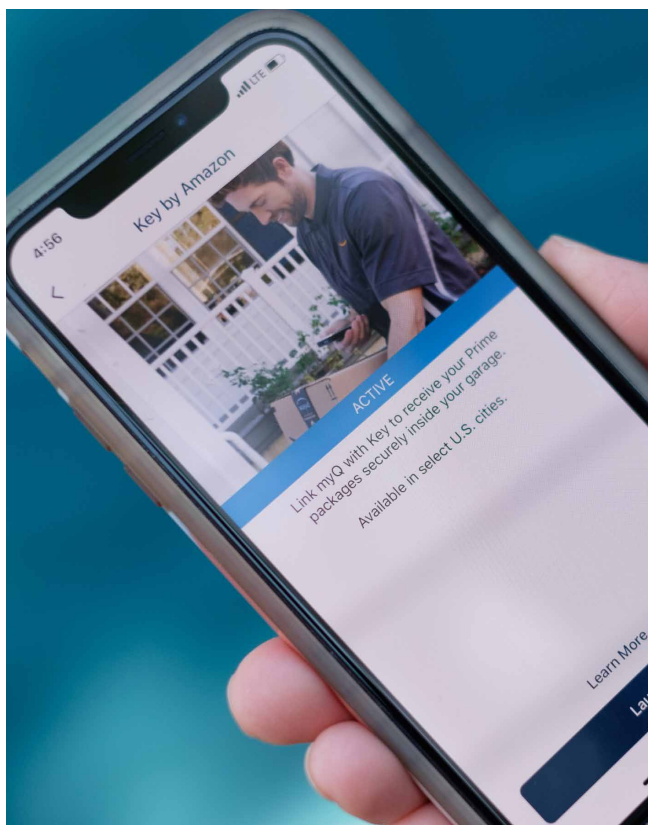 4:56
LTE
Key by Amazon
ACTIVE
Link myQ with Key to receive your Prime
packages securely inside your garage.
Available in select U.S. cities.
Learn More